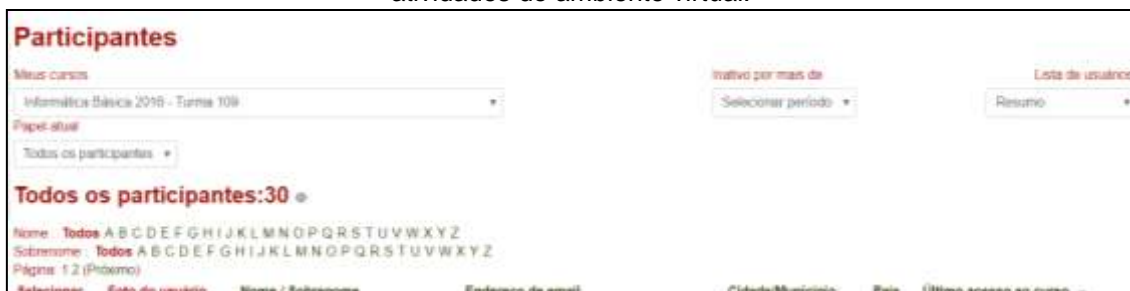 atividades do ambiente virtual.
Participantes
Meus cursos Inativo por mais de Lista de usuários
Informática Básica 2016 - Turma 109 Selecionar período Resumo
Papel atual
Todos os participantes
Todos os participantes:30
Nome : Todos A B C D E F G H I J K L M N O P Q R S T U V W X Y Z
Sobrenome : Todos A B C D E F G H I J K L M N O P Q R S T U V W X Y Z
Página: 1 2 (Próximo)
Selecionar Foto do usuário Nome / Sobrenome Endereço de email Cidade/Município País Último acesso ao curso